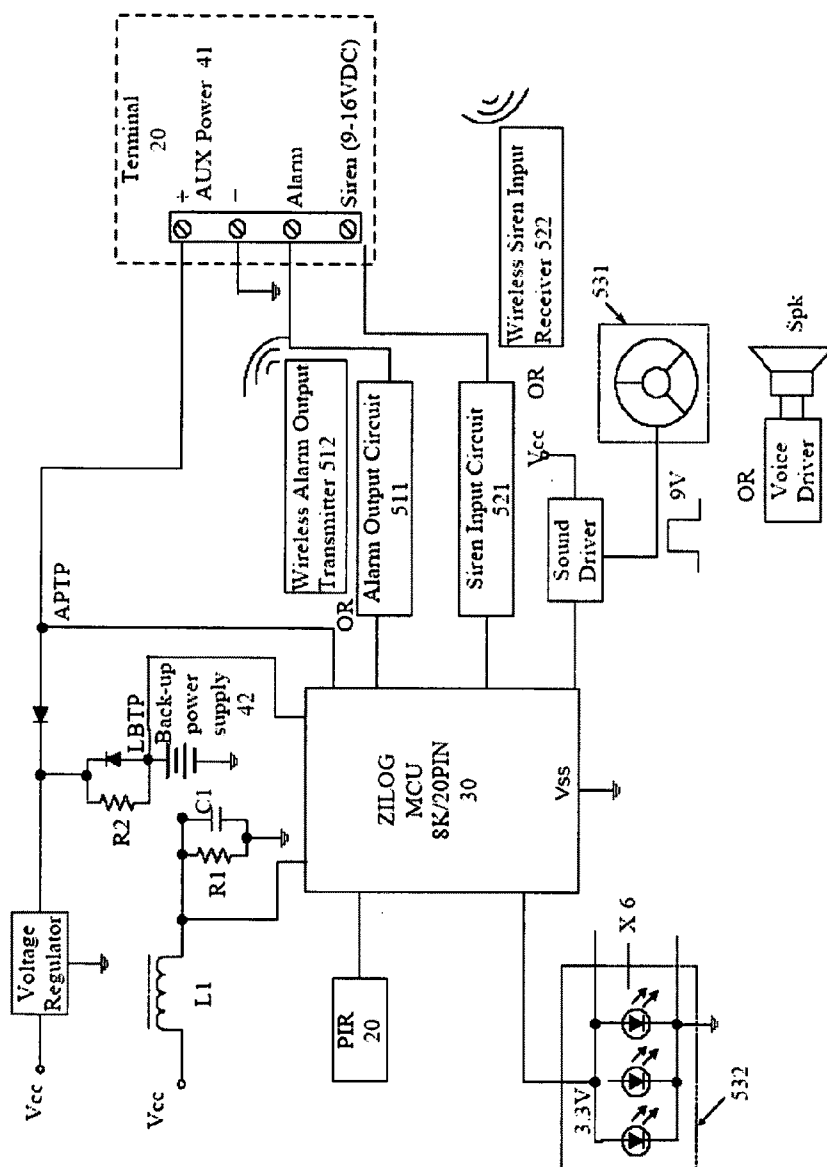 Terminal
20
+
AUX Power 41
−
Alarm
Siren (9-16VDC)
Vcc
Voltage
Regulator
APTP
R2
LBTP
Back-up
power
supply
42
Vcc
L1
R1
C1
Wireless Alarm Output
Transmitter 512
OR
Alarm Output Circuit
511
Siren Input Circuit
521
OR
Wireless Siren Input
Receiver 522
PIR
20
ZILOG
MCU
8K/20PIN
30
Vss
Vcc
Sound
Driver
9V
531
OR
Voice
Driver
Spk
3.3V
X 6
532